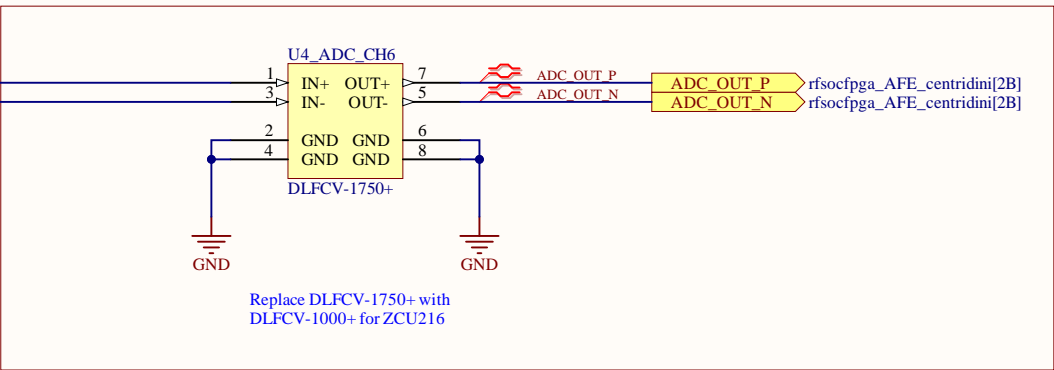 U4_ADC_CH6
1 IN+ OUT+ 7 ADC_OUT_P ADC_OUT_P rfsocfpga_AFE_centridini[2B]
3 IN- OUT- 5 ADC_OUT_N ADC_OUT_N rfsocfpga_AFE_centridini[2B]
2 GND GND 6
4 GND GND 8
DLFCV-1750+
GND GND
Replace DLFCV-1750+ with
DLFCV-1000+ for ZCU216